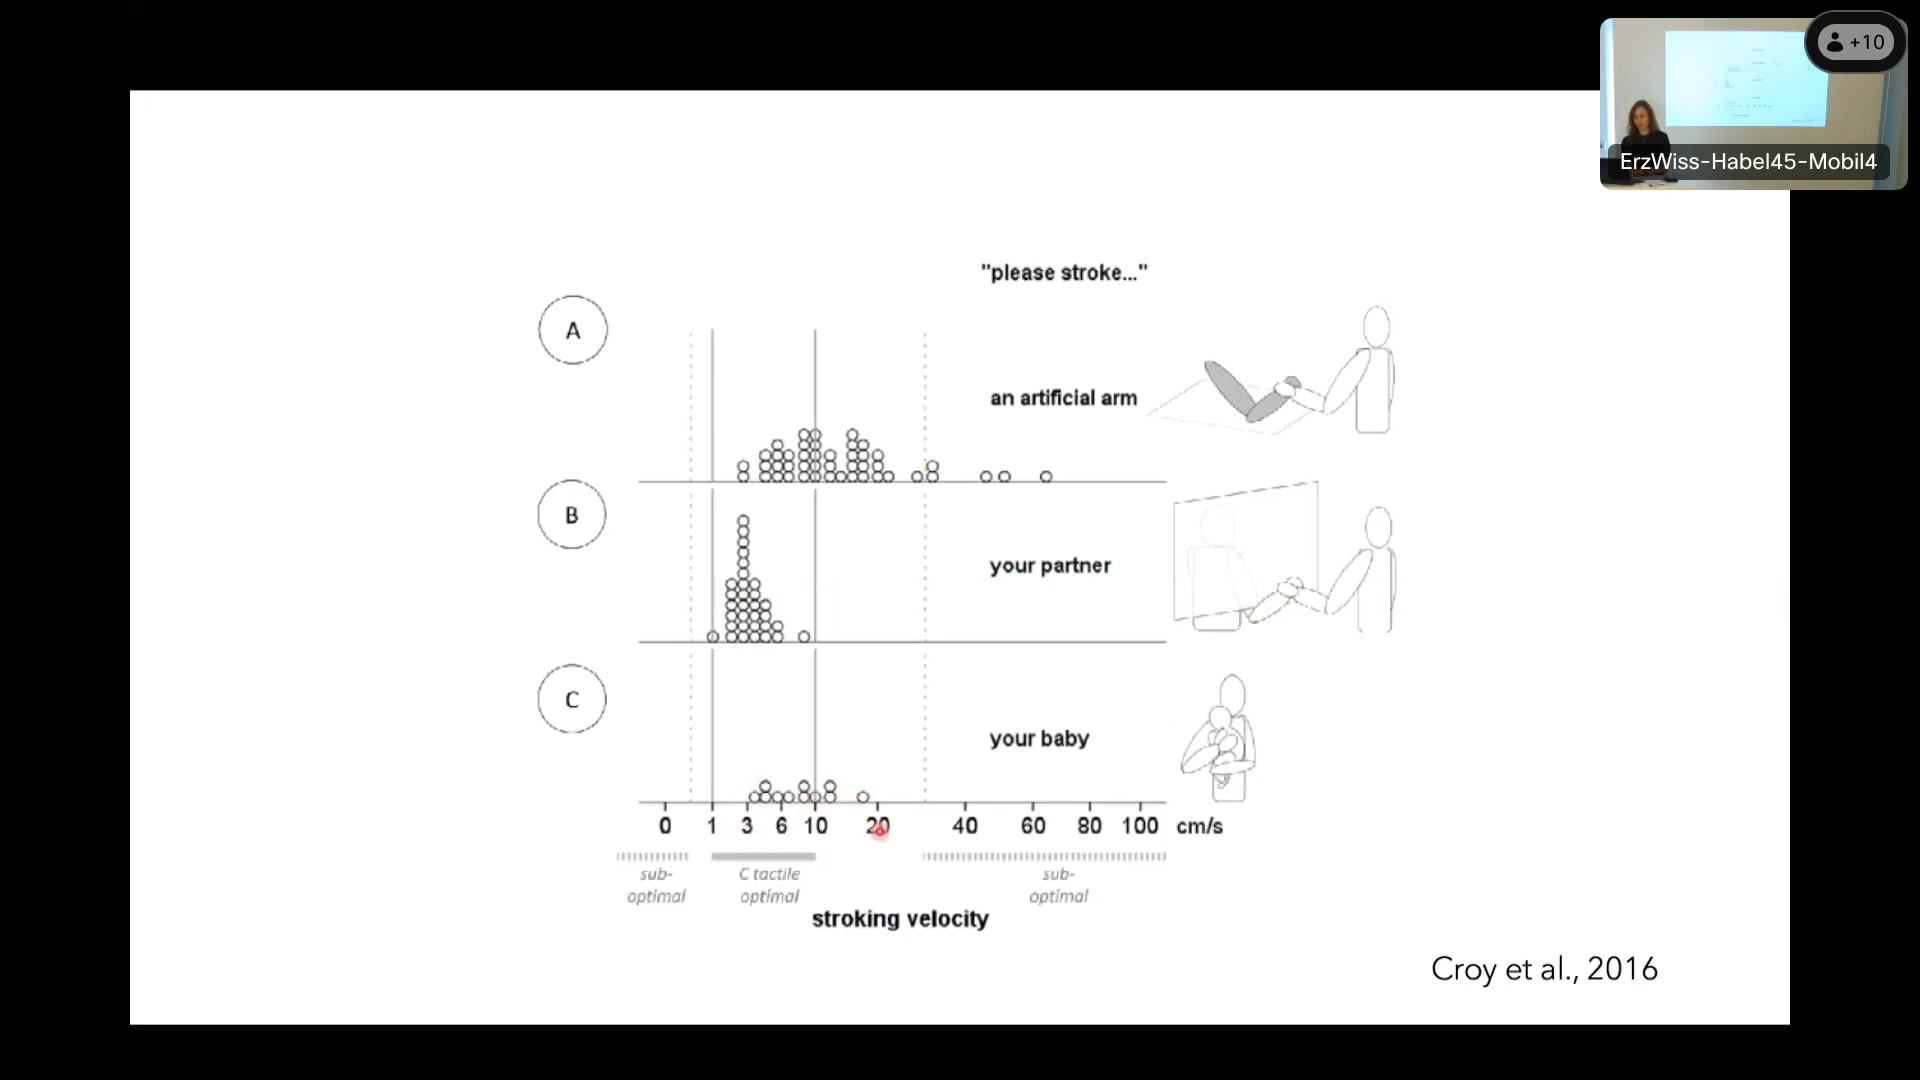 +10
ErzWiss-Habel45-Mobil4
"please stroke..."
A
an artificial arm
B
your partner
C
your baby
0 1 3 6 10 20 40 60 80 100 cm/s
sub-
optimal
C tactile
optimal
sub-
optimal
stroking velocity
Croy et al., 2016